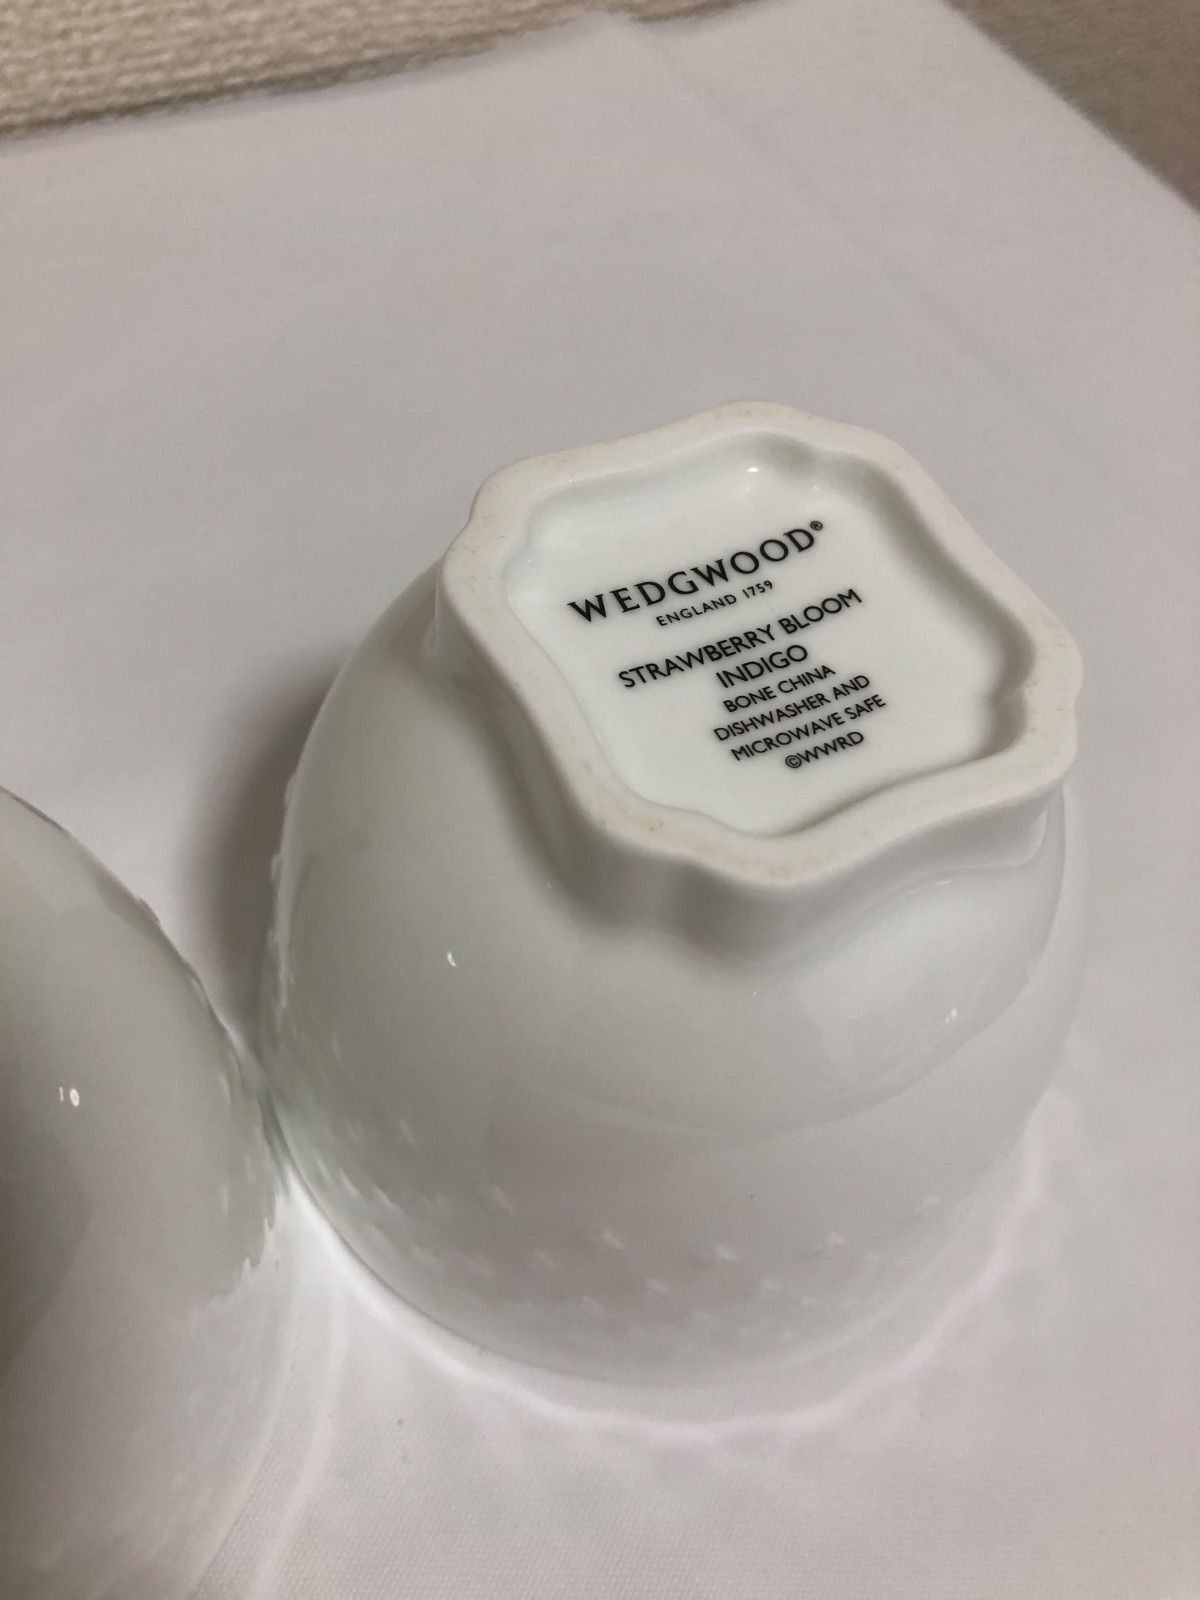 WEDGWOOD®
ENGLAND 1759
STRAWBERRY BLOOM
INDIGO
BONE CHINA
DISHWASHER AND
MICROWAVE SAFE
©WWRD